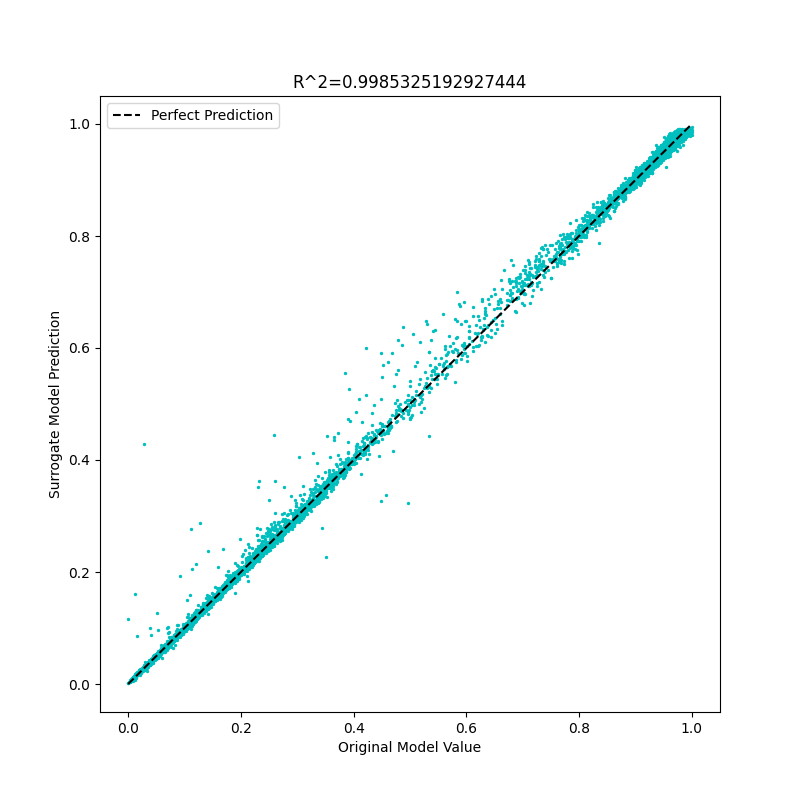 R^2=0.9985325192927444
Perfect Prediction
1.0
0.8
0.6
0.4
0.2
0.0
Surrogate Model Prediction
0.0 0.2 0.4 0.6 0.8 1.0
Original Model Value